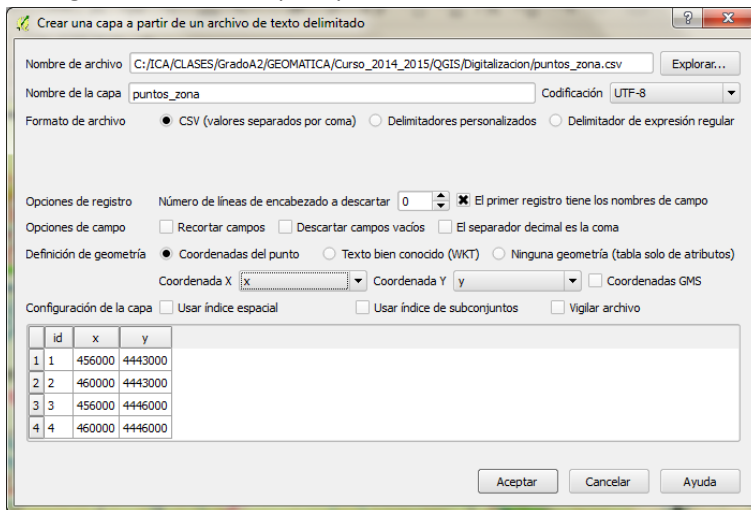 Crear una capa a partir de un archivo de texto delimitado
Nombre de archivo C:/ICA/CLASES/GradoA2/GEOMATICA/Curso_2014_2015/QGIS/Digitalizacion/puntos_zona.csv Explorar...
Nombre de la capa puntos_zona Codificación UTF-8
Formato de archivo CSV (valores separados por coma) Delimitadores personalizados Delimitador de expresión regular
Opciones de registro Número de líneas de encabezado a descartar 0 El primer registro tiene los nombres de campo
Opciones de campo Recortar campos Descartar campos vacíos El separador decimal es la coma
Definición de geometría Coordenadas del punto Texto bien conocido (WKT) Ninguna geometría (tabla solo de atributos)
Coordenada X x Coordenada Y y Coordenadas GMS
Configuración de la capa Usar índice espacial Usar índice de subconjuntos Vigilar archivo
id x y
1 1 456000 4443000
2 2 460000 4443000
3 3 456000 4446000
4 4 460000 4446000
Aceptar Cancelar Ayuda